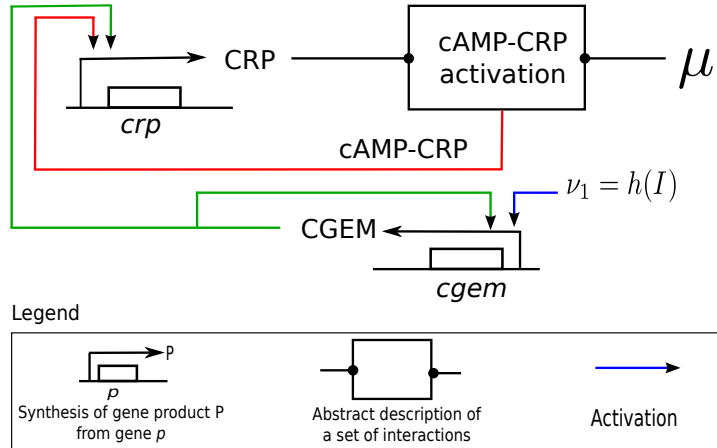 CRP
cAMP-CRP
activation
μ
crp
cAMP-CRP
ν₁ = h(I)
CGEM
cgem
Legend
P
p
Synthesis of gene product P
from gene p
Abstract description of
a set of interactions
Activation